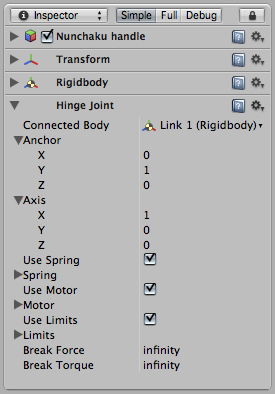 Inspector Simple Full Debug
Nunchaku handle
Transform
Rigidbody
Hinge Joint
Connected Body Link 1 (Rigidbody)
Anchor
X 0
Y 1
Z 0
Axis
X 1
Y 0
Z 0
Use Spring
Spring
Use Motor
Motor
Use Limits
Limits
Break Force infinity
Break Torque infinity